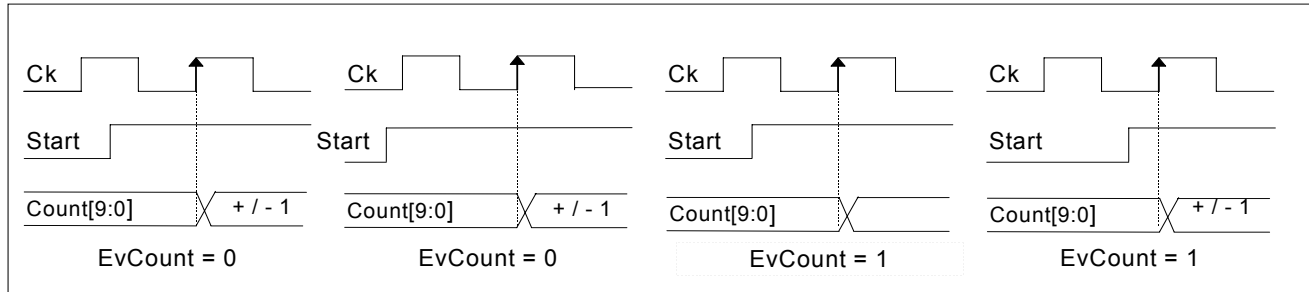 Ck
Ck
Ck
Ck
Start
Start
Start
Start
Count[9:0]
+ / - 1
Count[9:0]
+ / - 1
Count[9:0]
Count[9:0]
+ / - 1
EvCount = 0
EvCount = 0
EvCount = 1
EvCount = 1